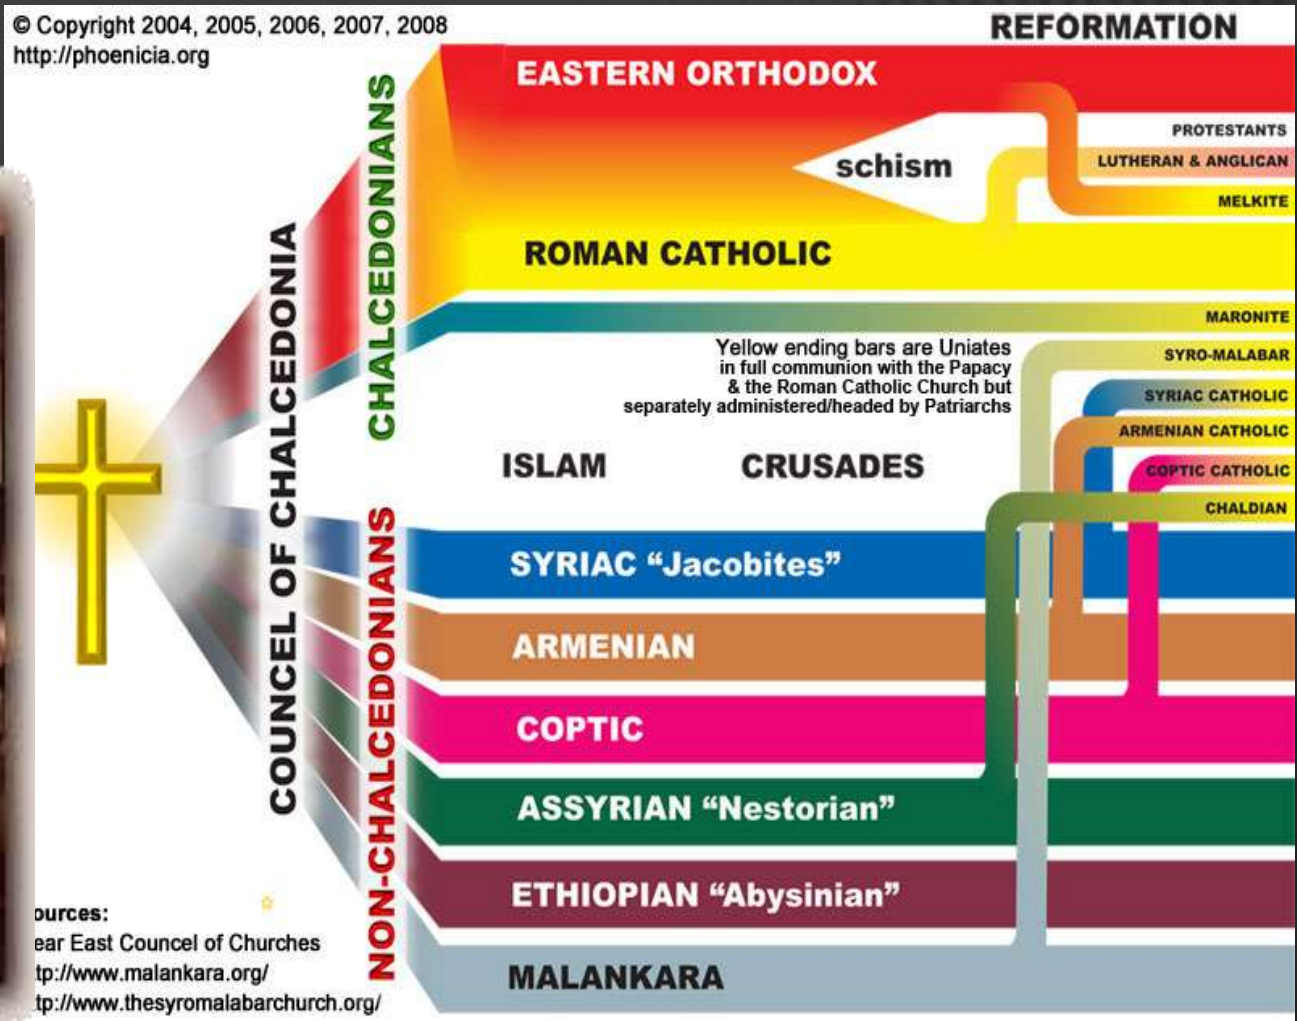 © Copyright 2004, 2005, 2006, 2007, 2008
http://phoenicia.org
REFORMATION
COUNCEL OF CHALCEDONIA
CHALCEDONIANS
NON-CHALCEDONIANS
EASTERN ORTHODOX
schism
PROTESTANTS
LUTHERAN & ANGLICAN
MELKITE
ROMAN CATHOLIC
MARONITE
Yellow ending bars are Uniates
in full communion with the Papacy
& the Roman Catholic Church but
separately administered/headed by Patriarchs
SYRO-MALABAR
SYRIAC CATHOLIC
ARMENIAN CATHOLIC
COPTIC CATHOLIC
CHALDIAN
ISLAM
CRUSADES
SYRIAC “Jacobites”
ARMENIAN
COPTIC
ASSYRIAN “Nestorian”
ETHIOPIAN “Abysinian”
MALANKARA
ources:
ear East Councel of Churches
tp://www.malankara.org/
tp://www.thesyromalabarchurch.org/